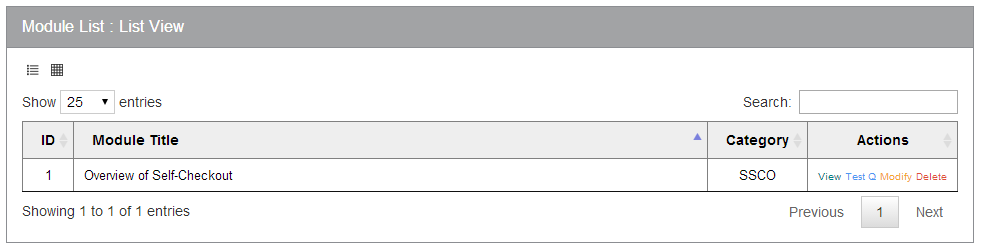 Module List : List View
Show 25 entries Search:
ID Module Title Category Actions
1 Overview of Self-Checkout SSCO View Test Q Modify Delete
Showing 1 to 1 of 1 entries Previous 1 Next